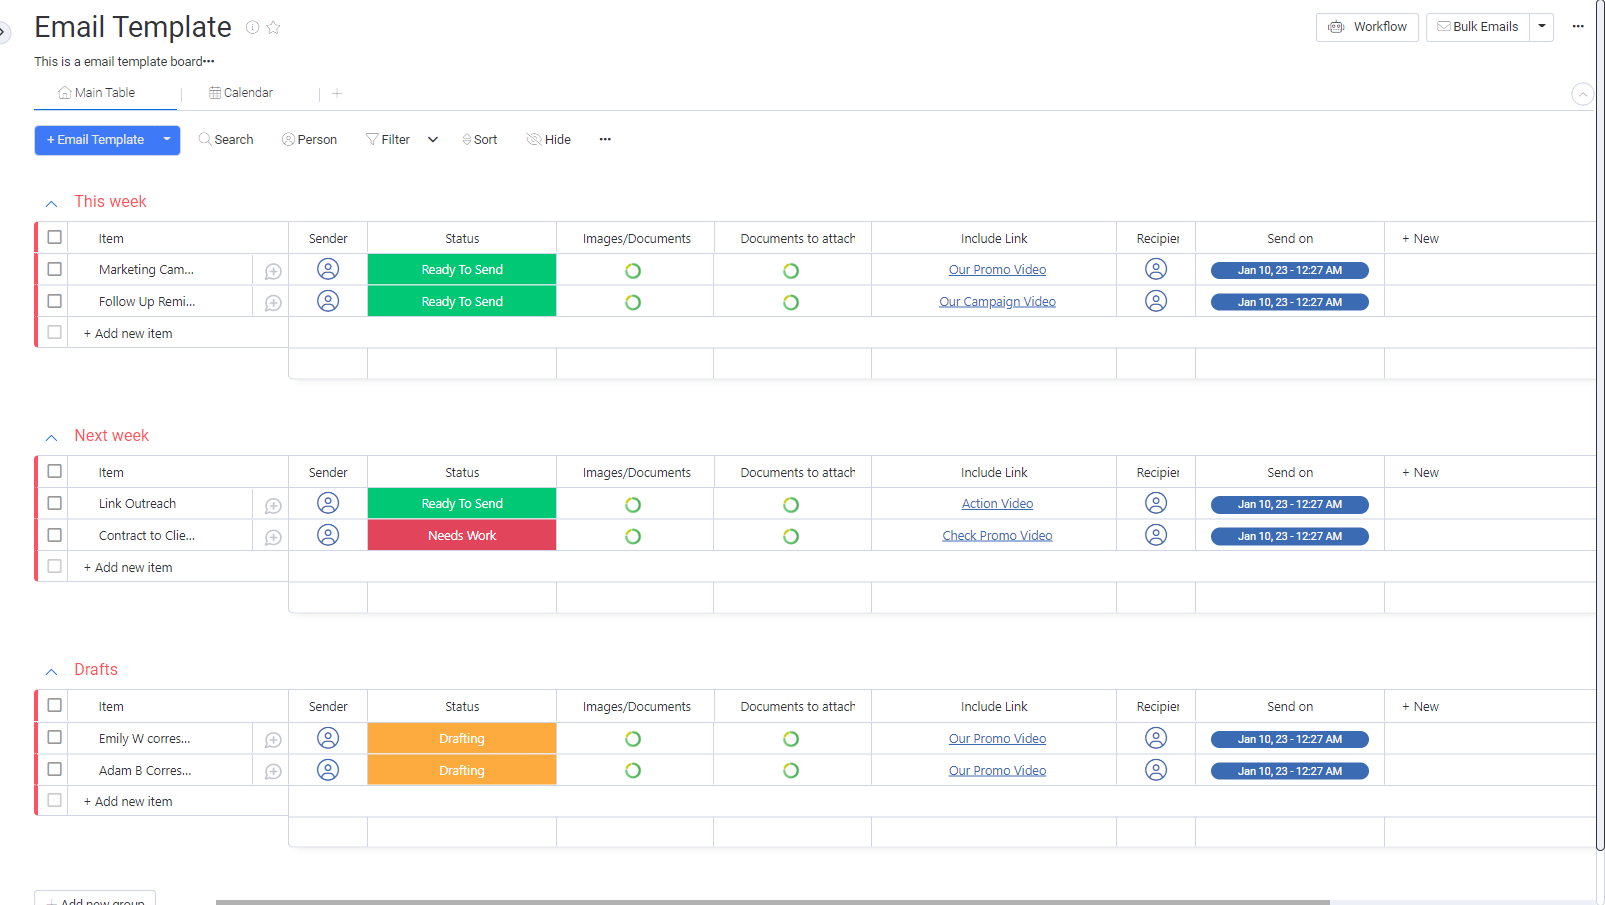 Email Template
Workflow
Bulk Emails
This is a email template board•••
Main Table
Calendar
+ Email Template
Search
Person
Filter
Sort
Hide
This week
Item Sender Status Images/Documents Documents to attach Include Link Recipier Send on + New
Marketing Cam... Ready To Send Our Promo Video Jan 10, 23 - 12:27 AM
Follow Up Remi... Ready To Send Our Campaign Video Jan 10, 23 - 12:27 AM
+ Add new item
Next week
Item Sender Status Images/Documents Documents to attach Include Link Recipier Send on + New
Link Outreach Ready To Send Action Video Jan 10, 23 - 12:27 AM
Contract to Clie... Needs Work Check Promo Video Jan 10, 23 - 12:27 AM
+ Add new item
Drafts
Item Sender Status Images/Documents Documents to attach Include Link Recipier Send on + New
Emily W corres... Drafting Our Promo Video Jan 10, 23 - 12:27 AM
Adam B Corres... Drafting Our Promo Video Jan 10, 23 - 12:27 AM
+ Add new item
+ Add new group